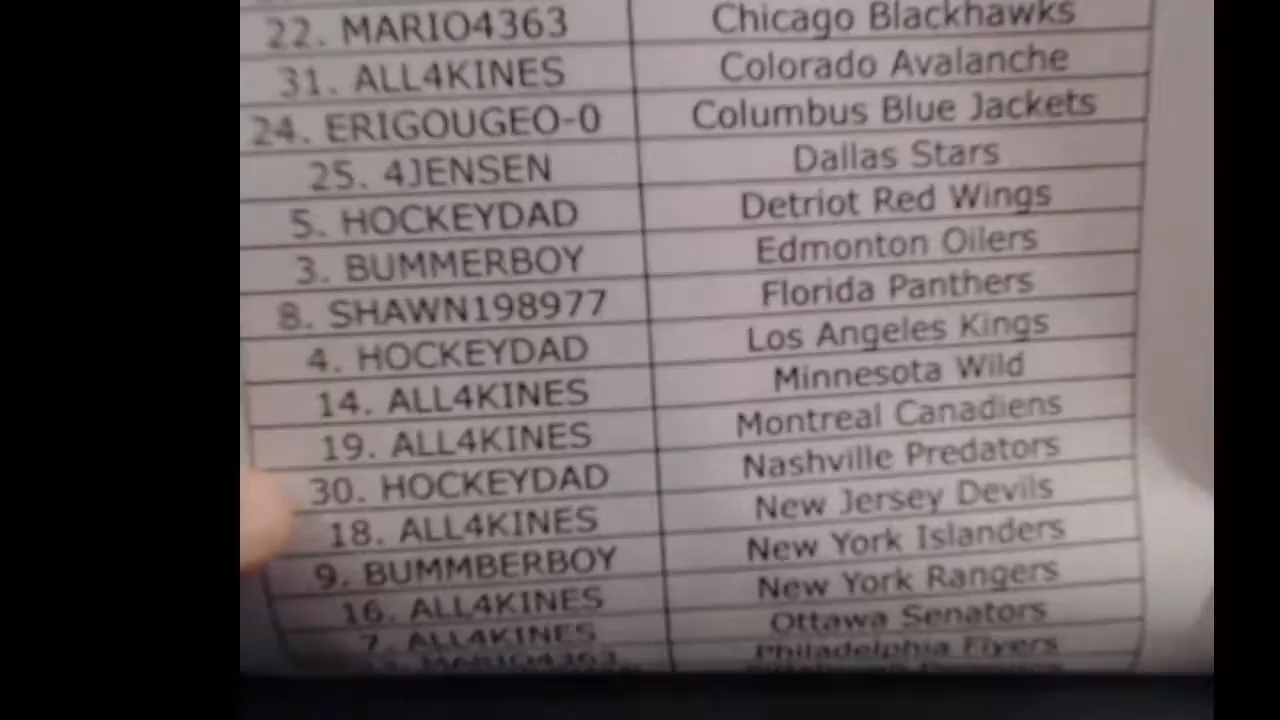 22. MARIO4363 Chicago Blackhawks
31. ALL4KINES Colorado Avalanche
24. ERIGOUGEO-0 Columbus Blue Jackets
25. 4JENSEN Dallas Stars
5. HOCKEYDAD Detriot Red Wings
3. BUMMERBOY Edmonton Oilers
8. SHAWN198977 Florida Panthers
4. HOCKEYDAD Los Angeles Kings
14. ALL4KINES Minnesota Wild
19. ALL4KINES Montreal Canadiens
30. HOCKEYDAD Nashville Predators
18. ALL4KINES New Jersey Devils
9. BUMMBERBOY New York Islanders
16. ALL4KINES New York Rangers
7. ALL4KINES Ottawa Senators
MARIO4363 Philadelphia Flyers